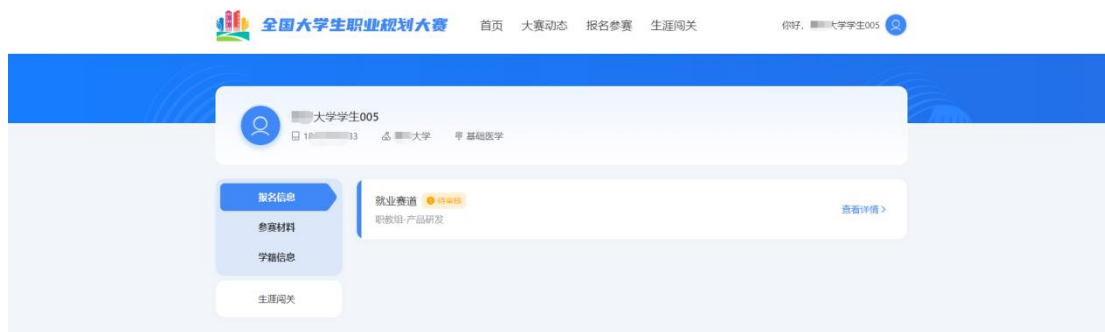 全国大学生职业规划大赛 首页 大赛动态 报名参赛 生涯闯关 你好, 大学学生005
大学学生005
18 33 大学 基础医学
报名信息
参赛材料
学籍信息
生涯闯关
就业赛道 待审核
职教组·产品研发
查看详情 >